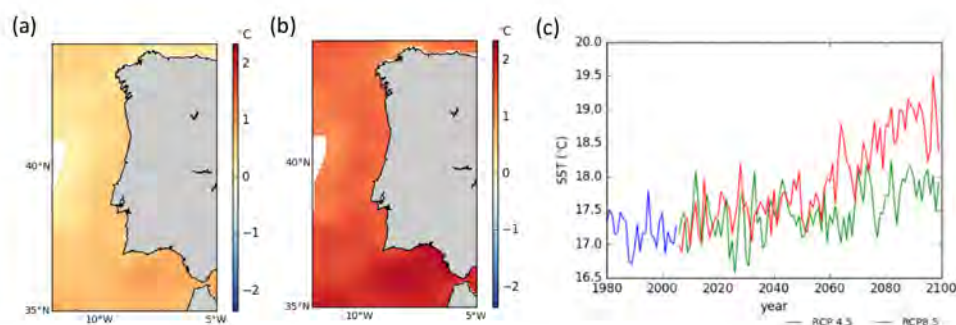 (a)
°C
2
1
0
−1
−2
40°N
35°N
10°W
5°W
(b)
°C
2
1
0
−1
−2
40°N
35°N
10°W
5°W
(c)
20.0
19.5
19.0
18.5
18.0
17.5
17.0
16.5
SST (°C)
1980
2000
2020
2040
2060
2080
2100
year
RCP 4.5
RCP8.5